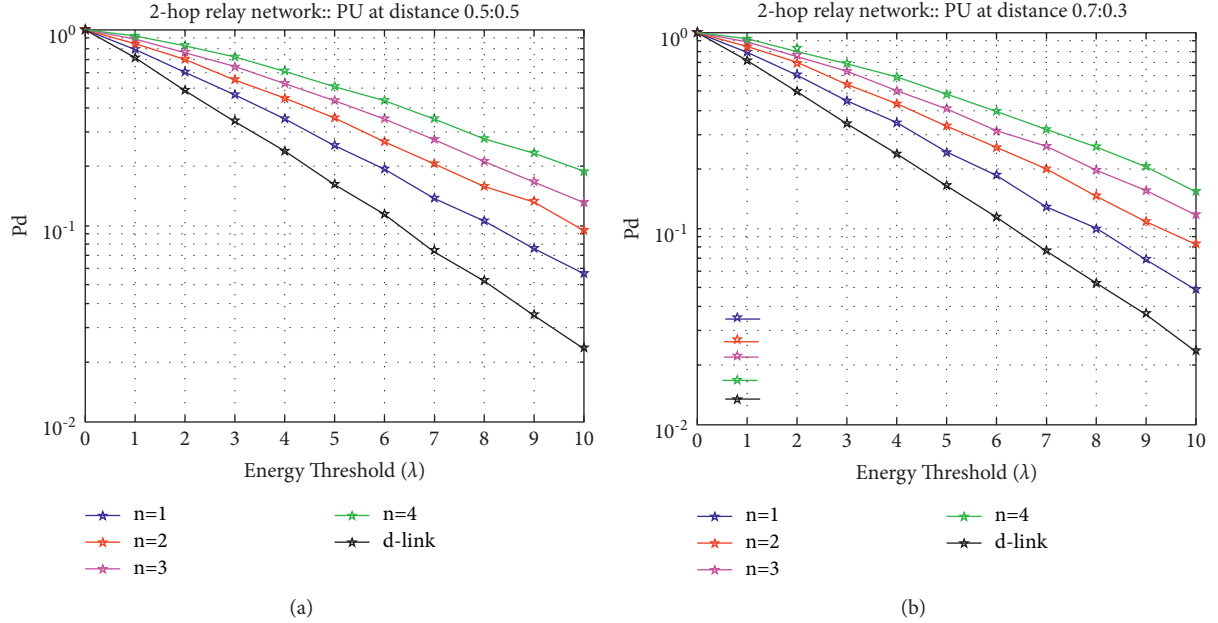 2-hop relay network:: PU at distance 0.5:0.5
10^0
10^-1
10^-2
Pd
0 1 2 3 4 5 6 7 8 9 10
Energy Threshold (λ)
n=1
n=2
n=3
n=4
d-link
(a)
2-hop relay network:: PU at distance 0.7:0.3
10^0
10^-1
10^-2
Pd
0 1 2 3 4 5 6 7 8 9 10
Energy Threshold (λ)
n=1
n=2
n=3
n=4
d-link
(b)